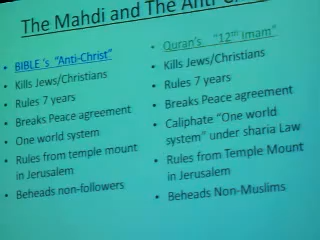 The Mahdi and The Anti-
BIBLE 's "Anti-Christ"
Kills Jews/Christians
Rules 7 years
Breaks Peace agreement
One world system
Rules from temple mount
in Jerusalem
Beheads non-followers
Quran's "12th Imam"
Kills Jews/Christians
Rules 7 years
Breaks Peace agreement
Caliphate "One world
system" under sharia Law
Rules from Temple Mount
in Jerusalem
Beheads Non-Muslims